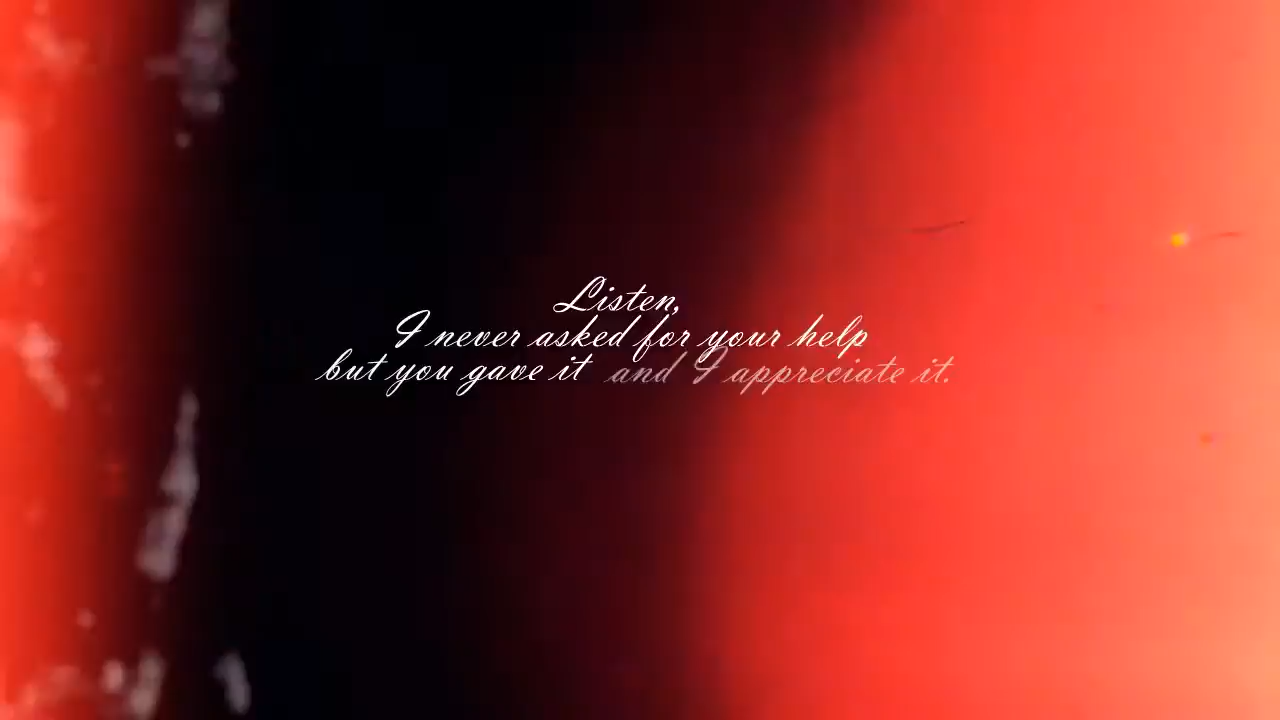 Listen,
I never asked for your help
but you gave it and I appreciate it.